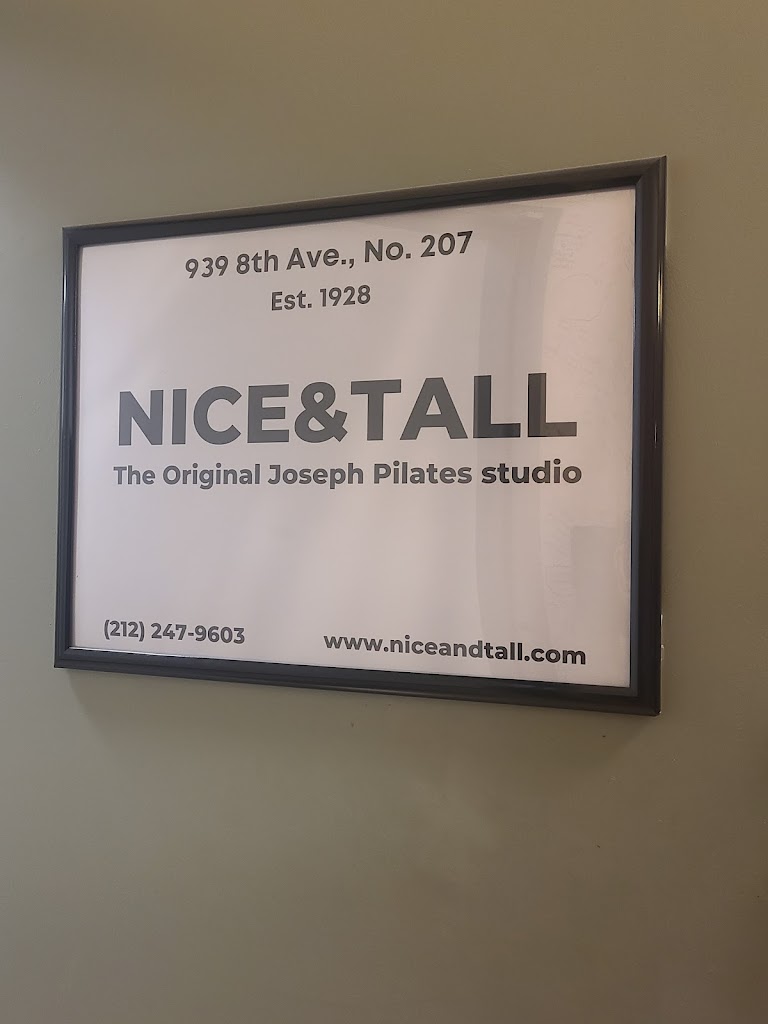 939 8th Ave., No. 207
Est. 1928
NICE&TALL
The Original Joseph Pilates studio
(212) 247-9603
www.niceandtall.com